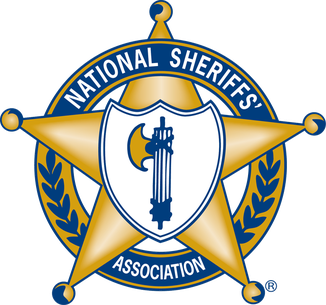 NATIONAL SHERIFFS'
ASSOCIATION
®